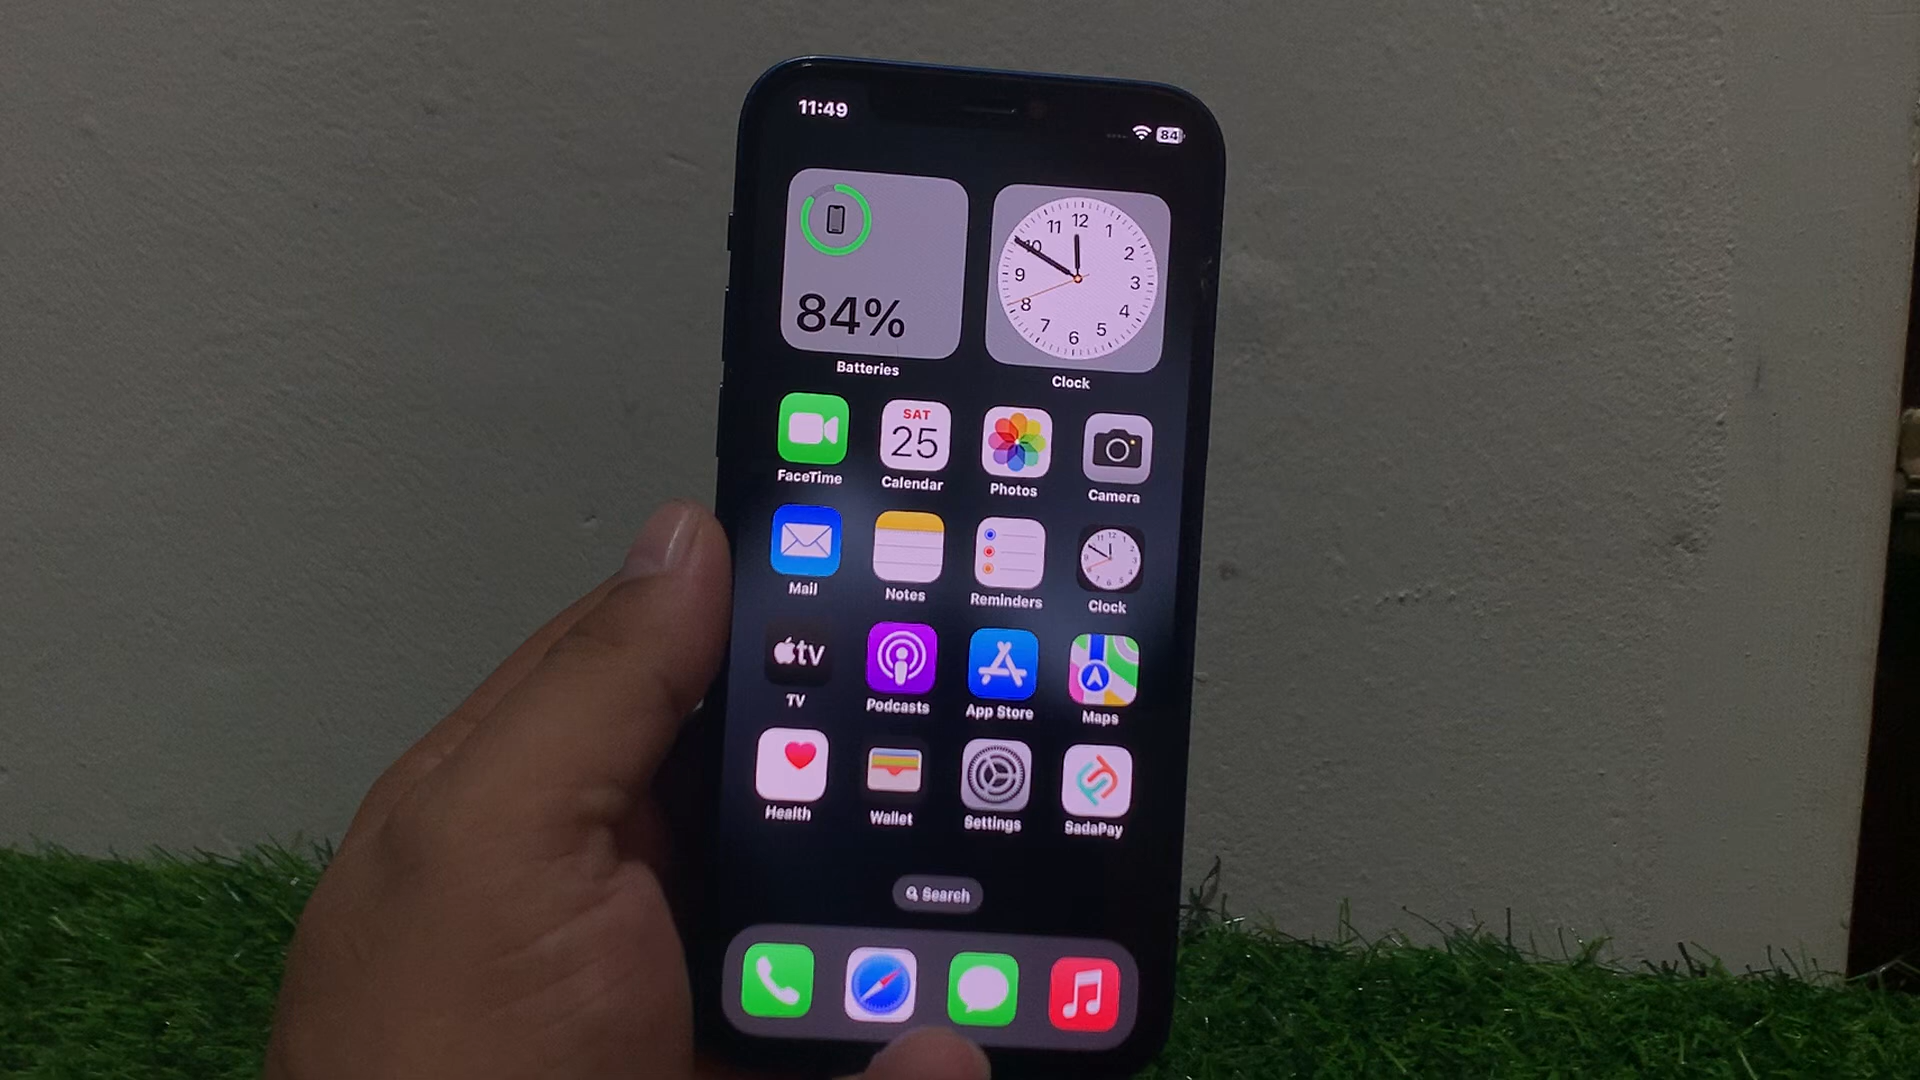 11:49
84
84%
Batteries
12
1
2
3
4
5
6
7
8
9
10
11
Clock
FaceTime
SAT
25
Calendar
Photos
Camera
Mail
Notes
Reminders
Clock
tv
TV
Podcasts
App Store
Maps
Health
Wallet
Settings
SadaPay
Search